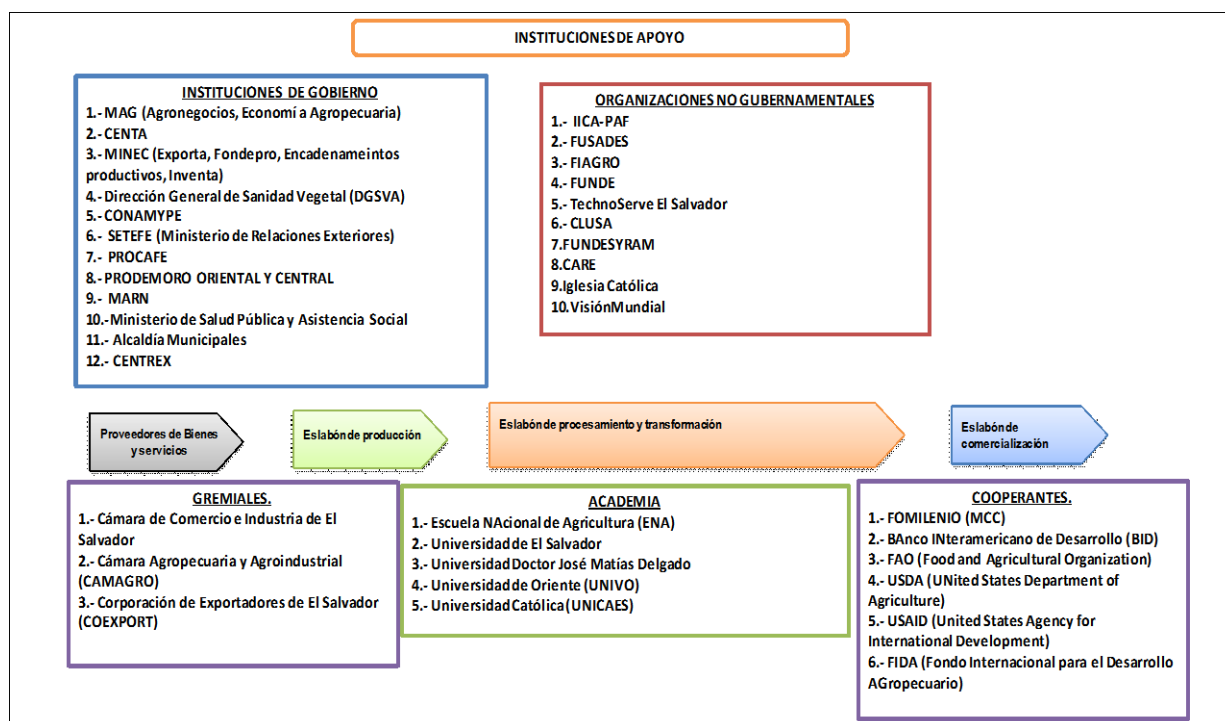 INSTITUCIONES DE APOYO
INSTITUCIONES DE GOBIERNO
1.- MAG (Agronegocios, Economí a Agropecuaria)
2.- CENTA
3.- MINEC (Exporta, Fondepro, Encadenameintos
productivos, Inventa)
4.- Dirección General de Sanidad Vegetal (DGSVA)
5.- CONAMYPE
6.- SETEFE (Ministerio de Relaciones Exteriores)
7.- PROCAFE
8.- PRODEMORO ORIENTAL Y CENTRAL
9.- MARN
10.-Ministerio de Salud Pública y Asistencia Social
11.- Alcaldía Municipales
12.- CENTREX
ORGANIZACIONES NO GUBERNAMENTALES
1.- IICA-PAF
2.- FUSADES
3.- FIAGRO
4.- FUNDE
5.- TechnoServe El Salvador
6.- CLUSA
7.FUNDESYRAM
8.CARE
9.Iglesia Católica
10.VisiónMundial
Proveedores de Bienes
y servicios
Eslabón de producción
Eslabón de procesamiento y transformación
Eslabón de
comercialización
GREMIALES.
1.- Cámara de Comercio e Industria de El
Salvador
2.- Cámara Agropecuaria y Agroindustrial
(CAMAGRO)
3.- Corporación de Exportadores de El Salvador
(COEXPORT)
ACADEMIA
1.- Escuela NAcional de Agricultura (ENA)
2.- Universidad de El Salvador
3.- Universidad Doctor José Matías Delgado
4.- Universidad de Oriente (UNIVO)
5.- Universidad Católica (UNICAES)
COOPERANTES.
1.- FOMILENIO (MCC)
2.- BAnco INteramericano de Desarrollo (BID)
3.- FAO (Food and Agricultural Organization)
4.- USDA (UNited States Department of
Agriculture)
5.- USAID (United States Agency for
International Development)
6.- FIDA (Fondo Internacional para el Desarrollo
AGropecuario)